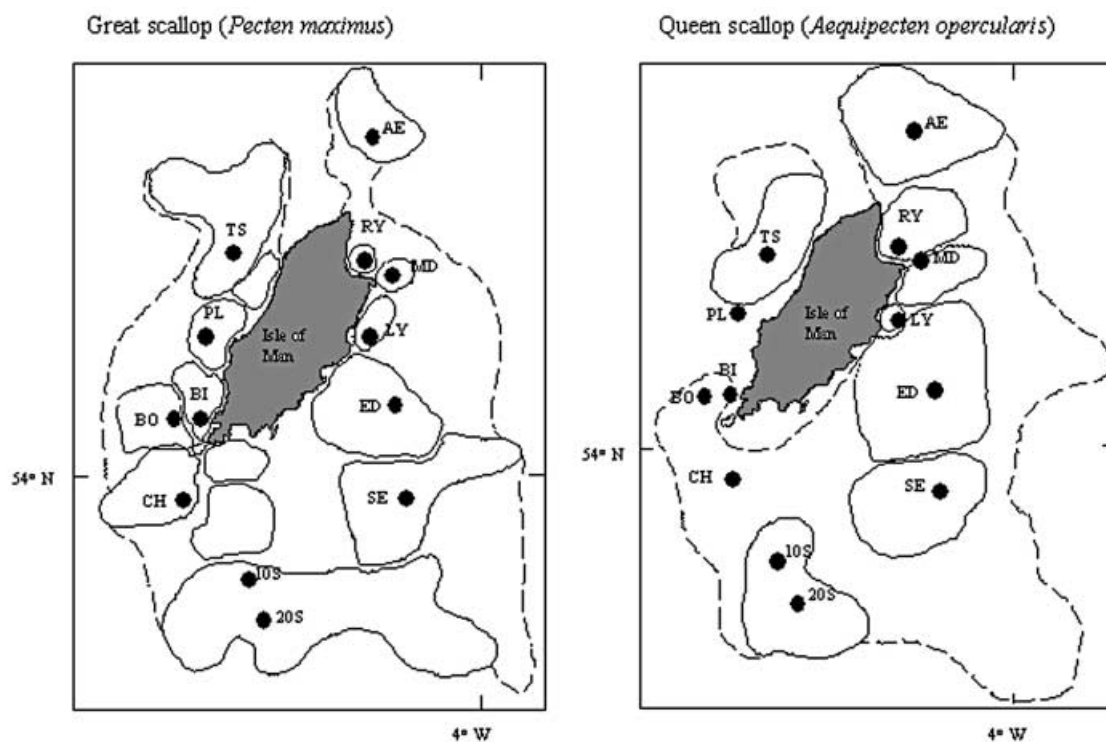 Great scallop (Pecten maximus)
AE
TS
RY
MD
PL
LY
Isle of
Man
BI
BO
ED
54° N
CH
SE
10S
20S
4° W
Queen scallop (Aequipecten opercularis)
AE
RY
TS
MD
PL
LY
Isle of
Man
BI
BO
ED
54° N
CH
SE
10S
20S
4° W